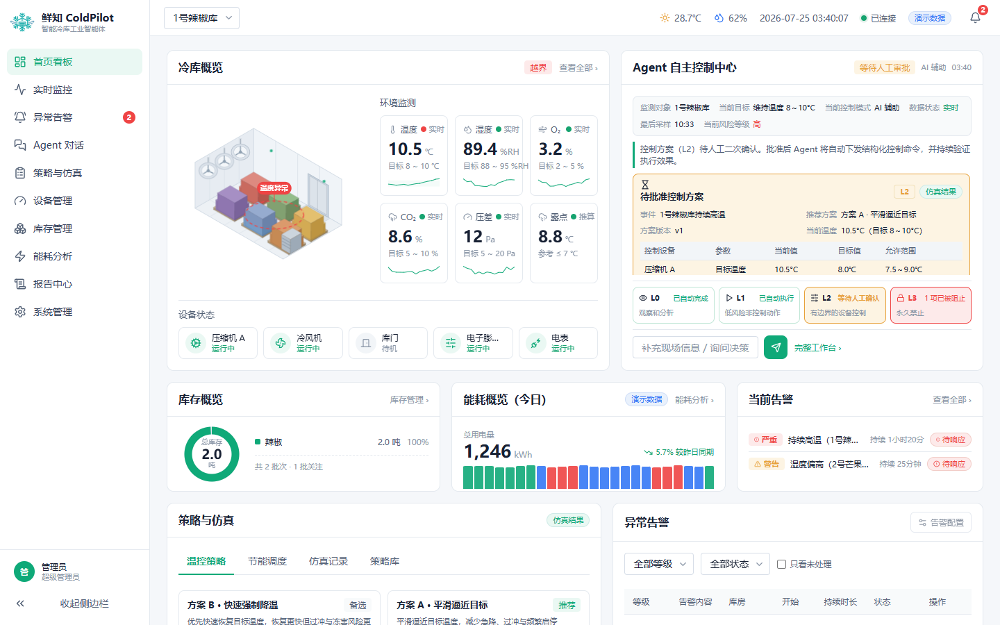 鲜知 ColdPilot
智能冷库工业智能体
首页看板
实时监控
异常告警 2
Agent 对话
策略与仿真
设备管理
库存管理
能耗分析
报告中心
系统管理
管 管理员
超级管理员
收起侧边栏
1号辣椒库
28.7℃ 62% 2026-07-25 03:40:07 已连接 演示数据 2
冷库概览 越界 查看全部 ›
温度异常
环境监测
温度 实时
10.5 ℃
目标 8 ~ 10 ℃
湿度 实时
89.4 %RH
目标 88 ~ 95 %RH
O₂ 实时
3.2 %
目标 2 ~ 5 %
CO₂ 实时
8.6 %
目标 5 ~ 10 %
压差 实时
12 Pa
目标 5 ~ 20 Pa
露点 推算
8.8 ℃
参考 ≤ 7 ℃
设备状态
压缩机 A
运行中
冷风机
运行中
库门
待机
电子膨...
运行中
电表
运行中
Agent 自主控制中心 等待人工审批 AI 辅助 03:40
监测对象 1号辣椒库 当前目标 维持温度 8～10°C 当前控制模式 AI 辅助 数据状态 实时
最后采样 10:33 当前风险等级 高
控制方案（L2）待人工二次确认。批准后 Agent 将自动下发结构化控制命令，并持续验证
执行效果。
待批准控制方案 L2 仿真结果
事件 1号辣椒库持续高温 推荐方案 方案 A · 平滑逼近目标
方案版本 v1 当前温度 10.5°C（目标 8～10°C）
控制设备 参数 当前值 目标值 允许范围
压缩机 A 目标温度 10.5°C 8.0°C 7.5～9.0°C
L0 已自动完成
观察和分析
L1 已自动执行
低风险非控制动作
L2 等待人工确认
有边界的设备控制
L3 1 项已被阻止
永久禁止
补充现场信息 / 询问决策 完整工作台 ›
库存概览 库存管理 ›
总库存
2.0
吨
辣椒 2.0 吨 100%
共 2 批次 · 1 批关注
能耗概览（今日） 演示数据 能耗分析 ›
总用电量
1,246 kWh 5.7% 较昨日同期
当前告警 查看全部 ›
严重 持续高温（1号辣... 持续 1小时20分 待响应
警告 湿度偏高（2号芒果... 持续 25分钟 待响应
策略与仿真 仿真结果
温控策略 节能调度 仿真记录 策略库
方案 B • 快速强制降温 备选
优先快速恢复目标温度，恢复更快但过冲与冻害风险更
方案 A • 平滑逼近目标 推荐
平滑逼近目标温度，减少急降、过冲与频繁启停
异常告警 告警配置
全部等级 全部状态 只看未处理
等级 告警内容 库房 开始 持续时长 状态 操作